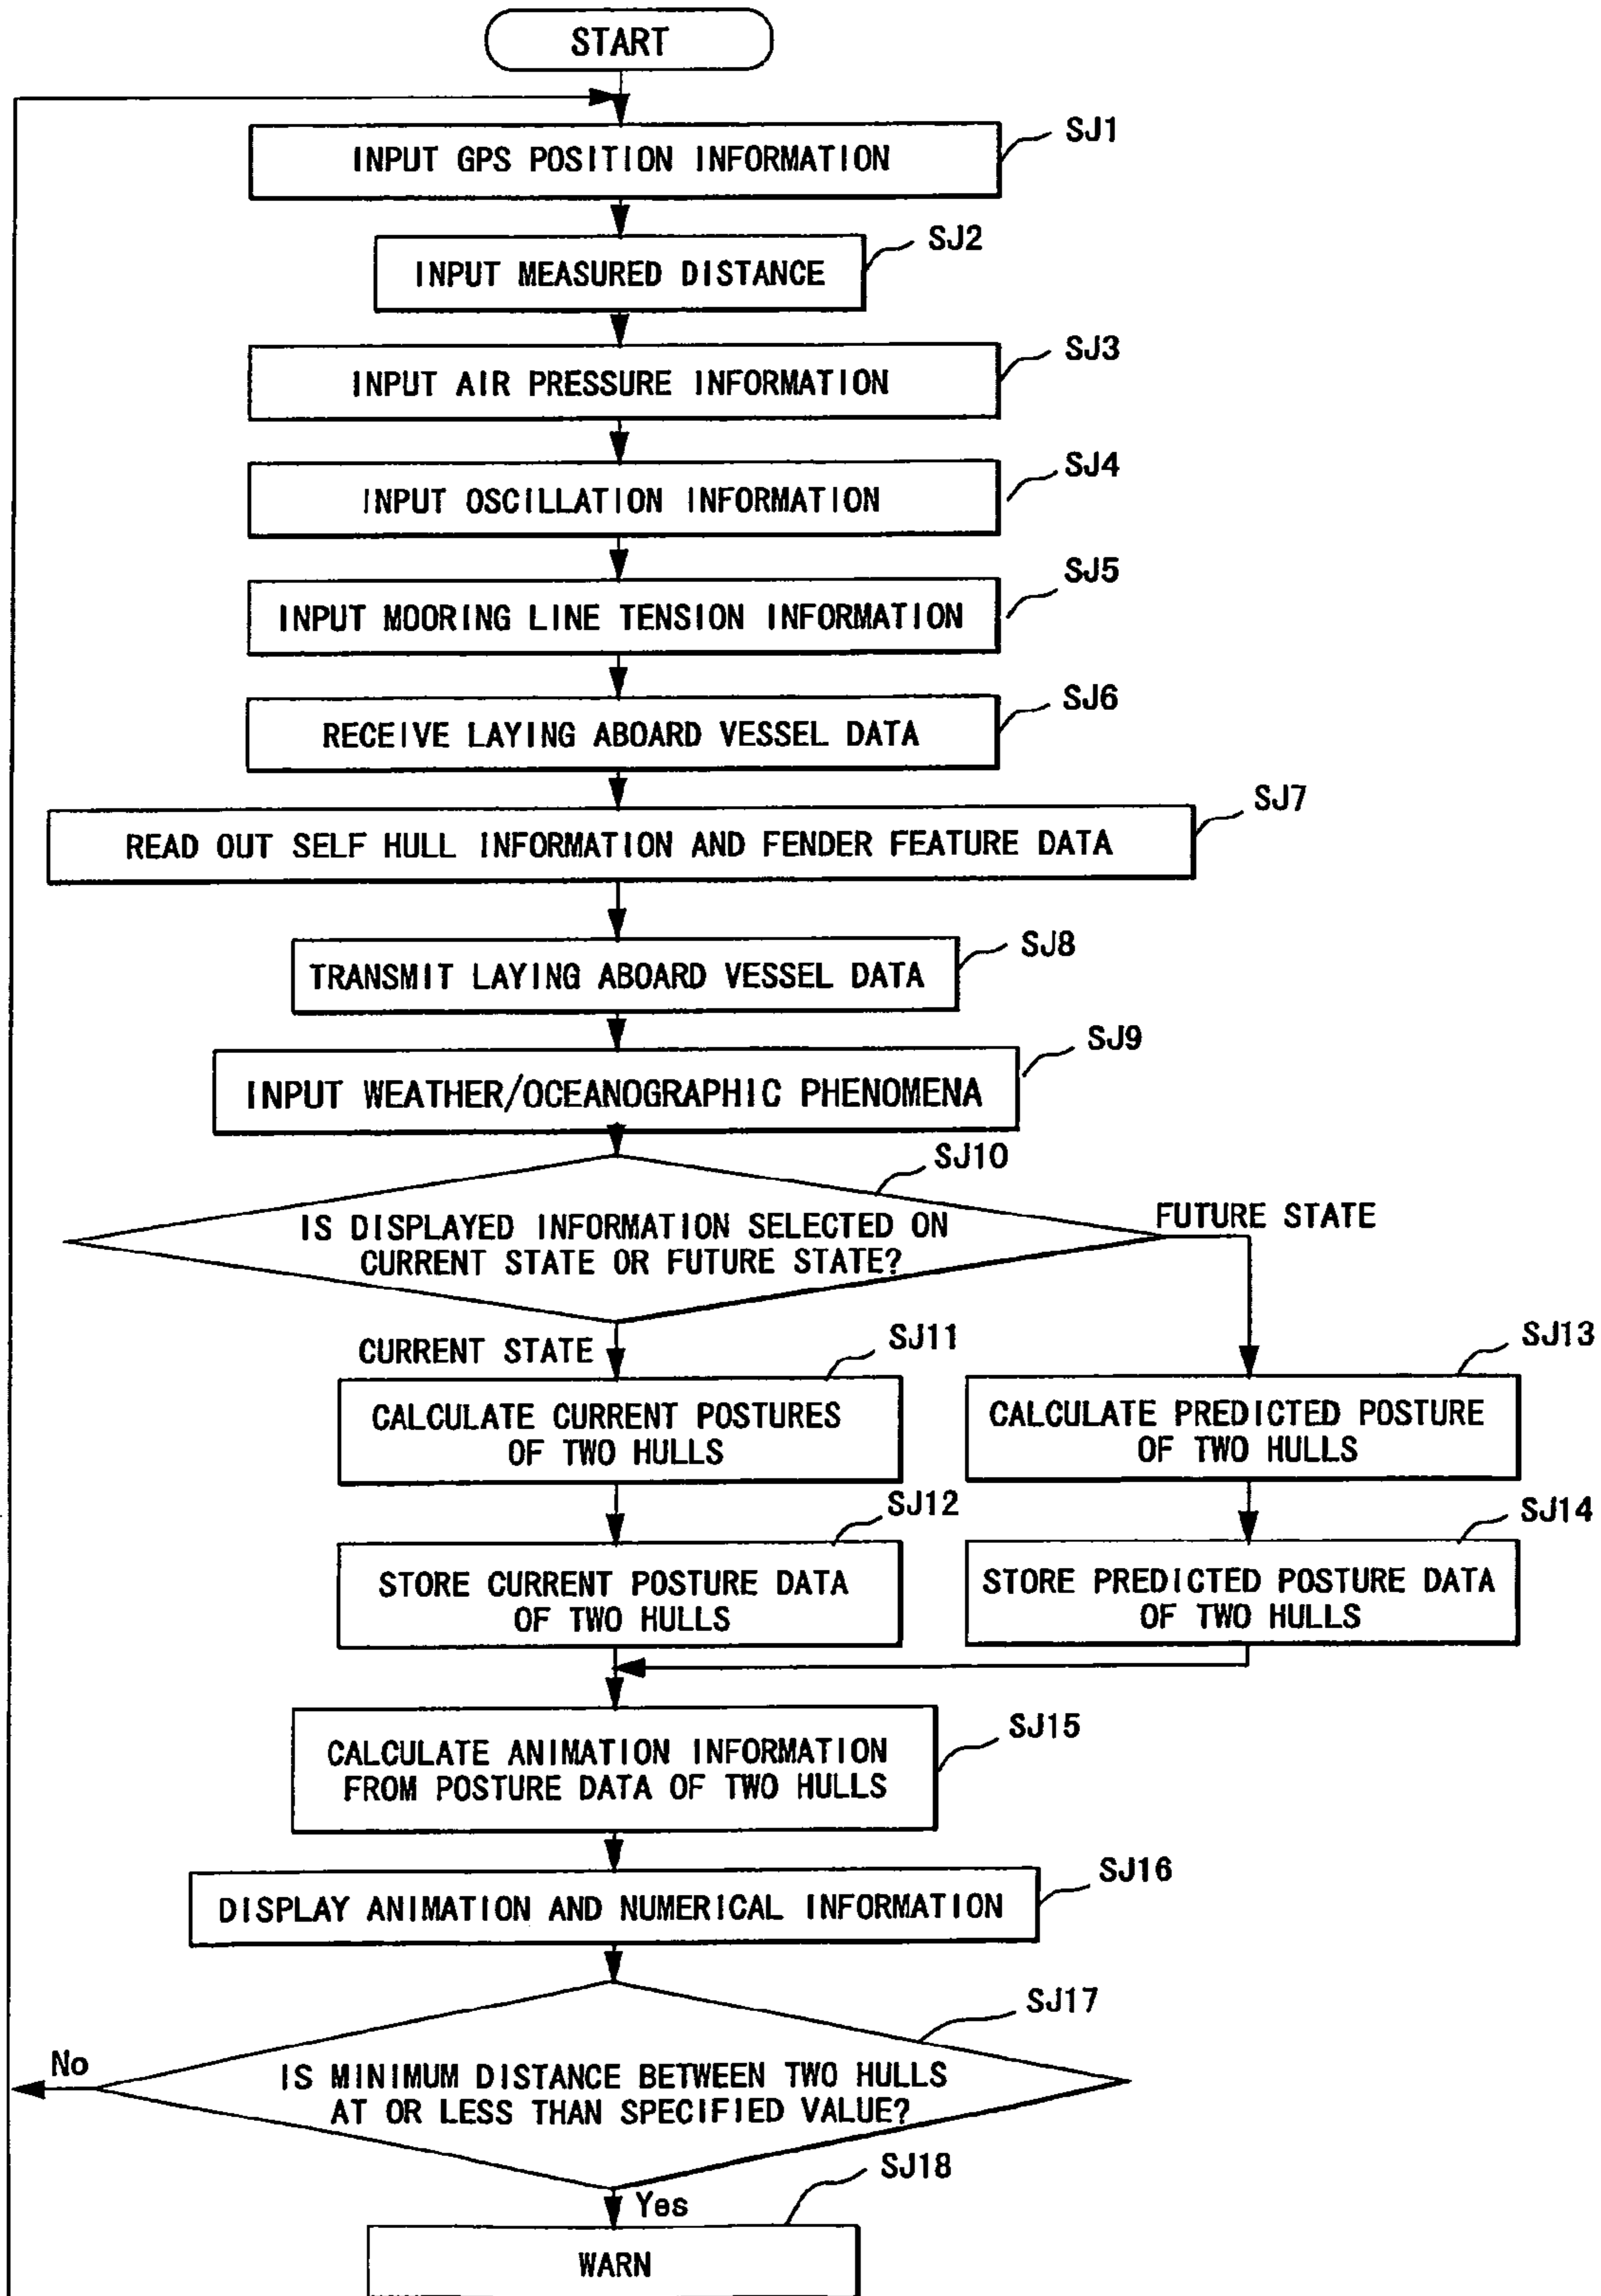 START
SJ1
INPUT GPS POSITION INFORMATION
SJ2
INPUT MEASURED DISTANCE
SJ3
INPUT AIR PRESSURE INFORMATION
SJ4
INPUT OSCILLATION INFORMATION
SJ5
INPUT MOORING LINE TENSION INFORMATION
SJ6
RECEIVE LAYING ABOARD VESSEL DATA
SJ7
READ OUT SELF HULL INFORMATION AND FENDER FEATURE DATA
SJ8
TRANSMIT LAYING ABOARD VESSEL DATA
SJ9
INPUT WEATHER/OCEANOGRAPHIC PHENOMENA
SJ10
IS DISPLAYED INFORMATION SELECTED ON
CURRENT STATE OR FUTURE STATE?
FUTURE STATE
CURRENT STATE
SJ11
CALCULATE CURRENT POSTURES
OF TWO HULLS
SJ13
CALCULATE PREDICTED POSTURE
OF TWO HULLS
SJ12
STORE CURRENT POSTURE DATA
OF TWO HULLS
SJ14
STORE PREDICTED POSTURE DATA
OF TWO HULLS
SJ15
CALCULATE ANIMATION INFORMATION
FROM POSTURE DATA OF TWO HULLS
SJ16
DISPLAY ANIMATION AND NUMERICAL INFORMATION
SJ17
No
IS MINIMUM DISTANCE BETWEEN TWO HULLS
AT OR LESS THAN SPECIFIED VALUE?
SJ18
Yes
WARN